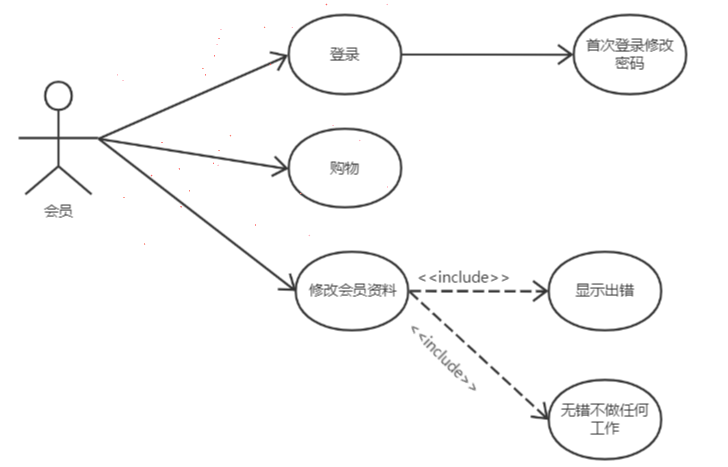 首次登录修改
密码
登录
购物
会员
<<include>>
修改会员资料
显示出错
<<include>>
无错不做任何
工作